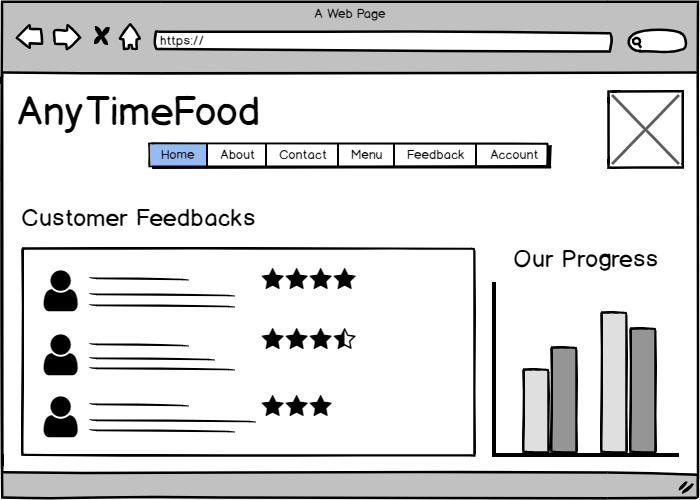 A Web Page
https://
AnyTimeFood
Home About Contact Menu Feedback Account
Customer Feedbacks
Our Progress